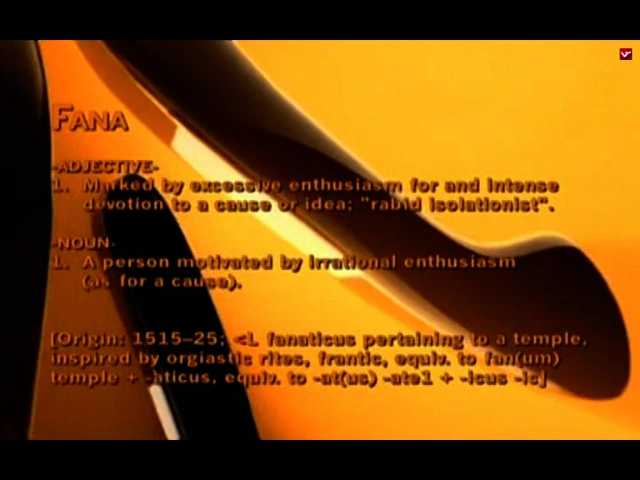 FANA
-ADJECTIVE-
1. Marked by excessive enthusiasm for and intense
devotion to a cause or idea; "rabid isolationist".
-NOUN-
1. A person motivated by irrational enthusiasm
(as for a cause).
[Origin: 1515–25; <L fanaticus pertaining to a temple,
inspired by orgiastic rites, frantic, equiv. to fan(um)
temple + -aticus, equiv. to -at(us) -ate1 + -icus -ic]